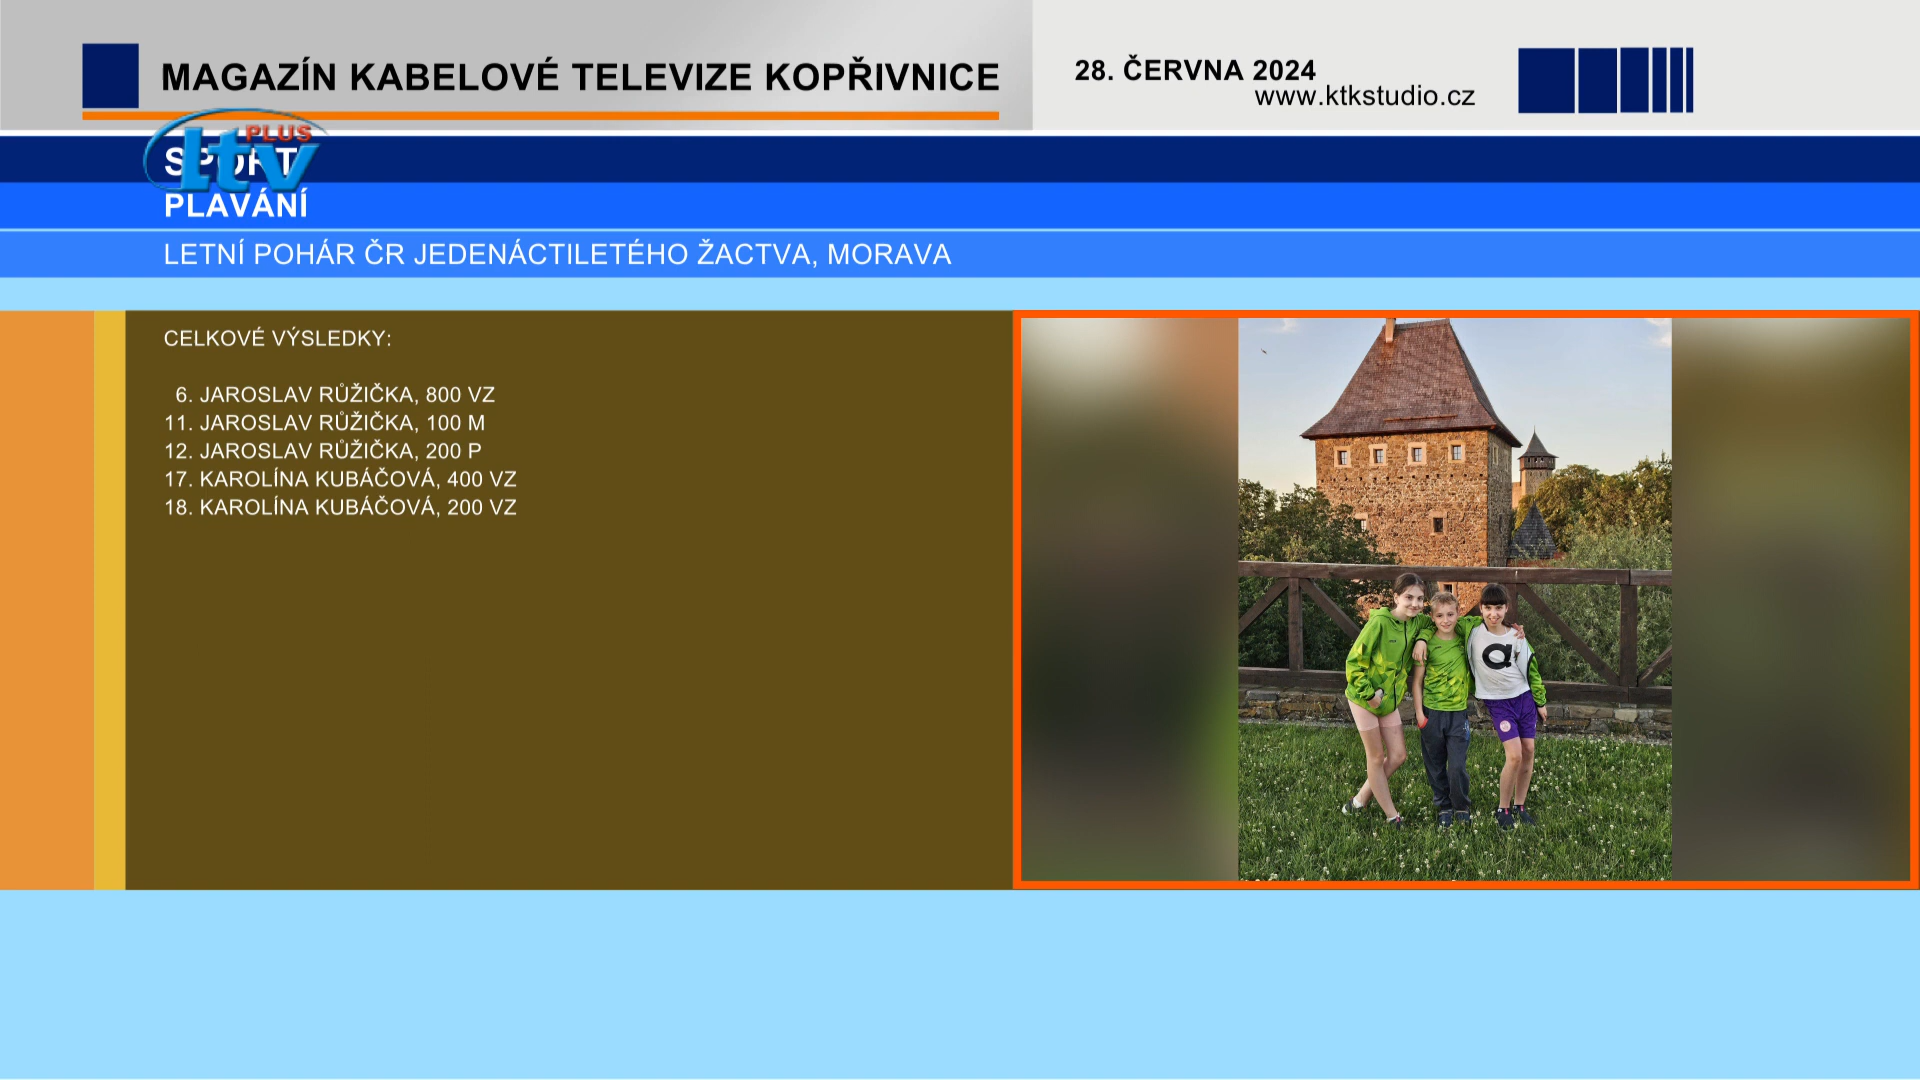 MAGAZÍN KABELOVÉ TELEVIZE KOPŘIVNICE
28. ČERVNA 2024
www.ktkstudio.cz
SPORT
ltv PLUS
PLAVÁNÍ
LETNÍ POHÁR ČR JEDENÁCTILETÉHO ŽACTVA, MORAVA
CELKOVÉ VÝSLEDKY:
6. JAROSLAV RŮŽIČKA, 800 VZ
11. JAROSLAV RŮŽIČKA, 100 M
12. JAROSLAV RŮŽIČKA, 200 P
17. KAROLÍNA KUBÁČOVÁ, 400 VZ
18. KAROLÍNA KUBÁČOVÁ, 200 VZ
a